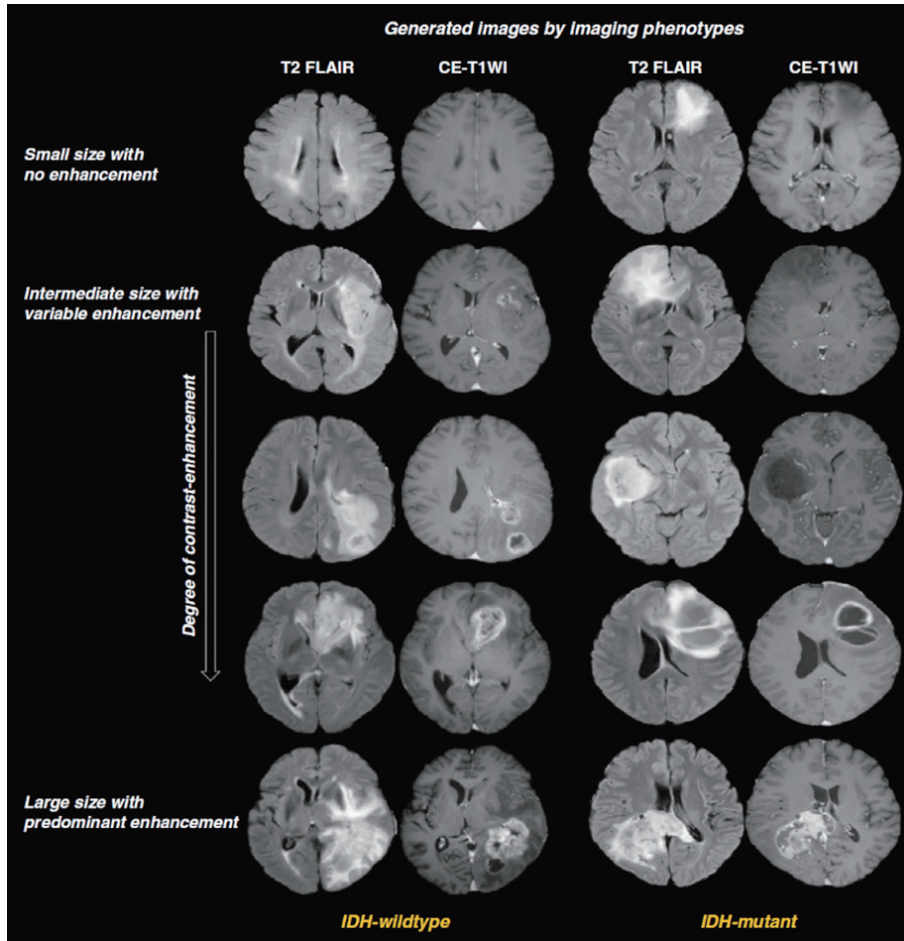 Generated images by imaging phenotypes
T2 FLAIR
CE-T1WI
T2 FLAIR
CE-T1WI
Small size with
no enhancement
Intermediate size with
variable enhancement
Degree of contrast-enhancement
Large size with
predominant enhancement
IDH-wildtype
IDH-mutant